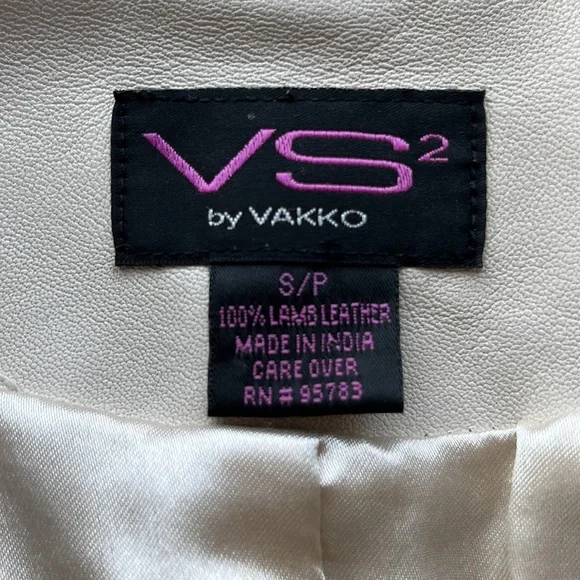 VS²
by VAKKO
S/P
100% LAMB LEATHER
MADE IN INDIA
CARE OVER
RN # 95783